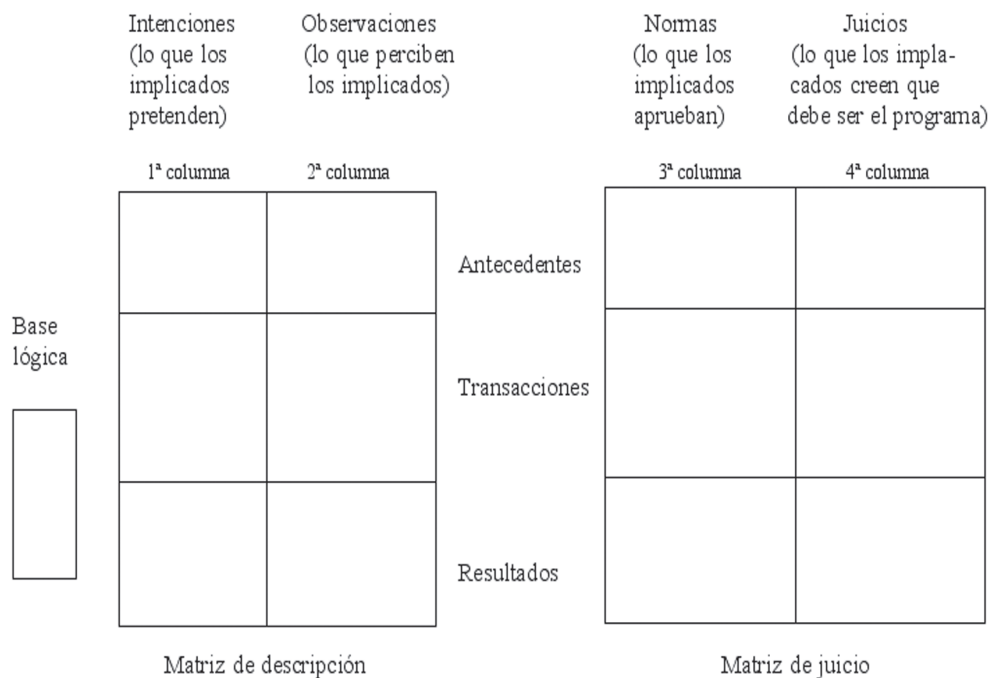 Intenciones
(lo que los
implicados
pretenden)
Observaciones
(lo que perciben
los implicados)
Normas
(lo que los
implicados
aprueban)
Juicios
(lo que los impla-
cados creen que
debe ser el programa)
1ª columna
2ª columna
3ª columna
4ª columna
Base
lógica
Antecedentes
Transacciones
Resultados
Matriz de descripción
Matriz de juicio